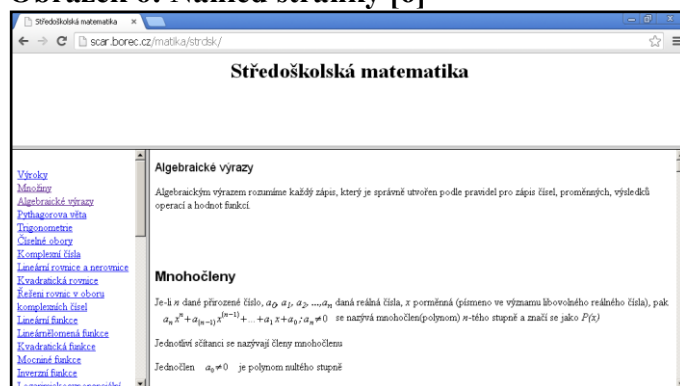 Obrázek 6: Náhled stránky [6]
Středoškolská matematika
scar.borec.cz/matika/strdsk/
Středoškolská matematika
Výroky
Množiny
Algebraické výrazy
Pythagorova věta
Trigonometrie
Číselné obory
Komplexní čísla
Lineární rovnice a nerovnice
Kvadratická rovnice
Řešení rovnic v oboru
komplexních čísel
Lineární funkce
Lineárnělomená funkce
Kvadratická funkce
Mocniné funkce
Inverzní funkce
Algebraické výrazy
Algebraickým výrazem rozumíme každý zápis, který je správně utvořen podle pravidel pro zápis čísel, proměnných, výsledků
operací a hodnot funkcí.
Mnohočleny
Je-li n dané přirozené číslo, a₀, a₁, a₂, ...,aₙ daná reálná čísla, x porměnná (písmeno ve významu libovolného reálného čísla), pak
aₙxⁿ+a₍ₙ₋₁₎x⁽ⁿ⁻¹⁾+...+a₁x+a₀;aₙ≠0 se nazývá mnohočlen(polynom) n-tého stupně a značí se jako P(x)
Jednotliví sčítanci se nazývají členy mnohočlenu
Jednočlen a₀≠0 je polynom nultého stupně